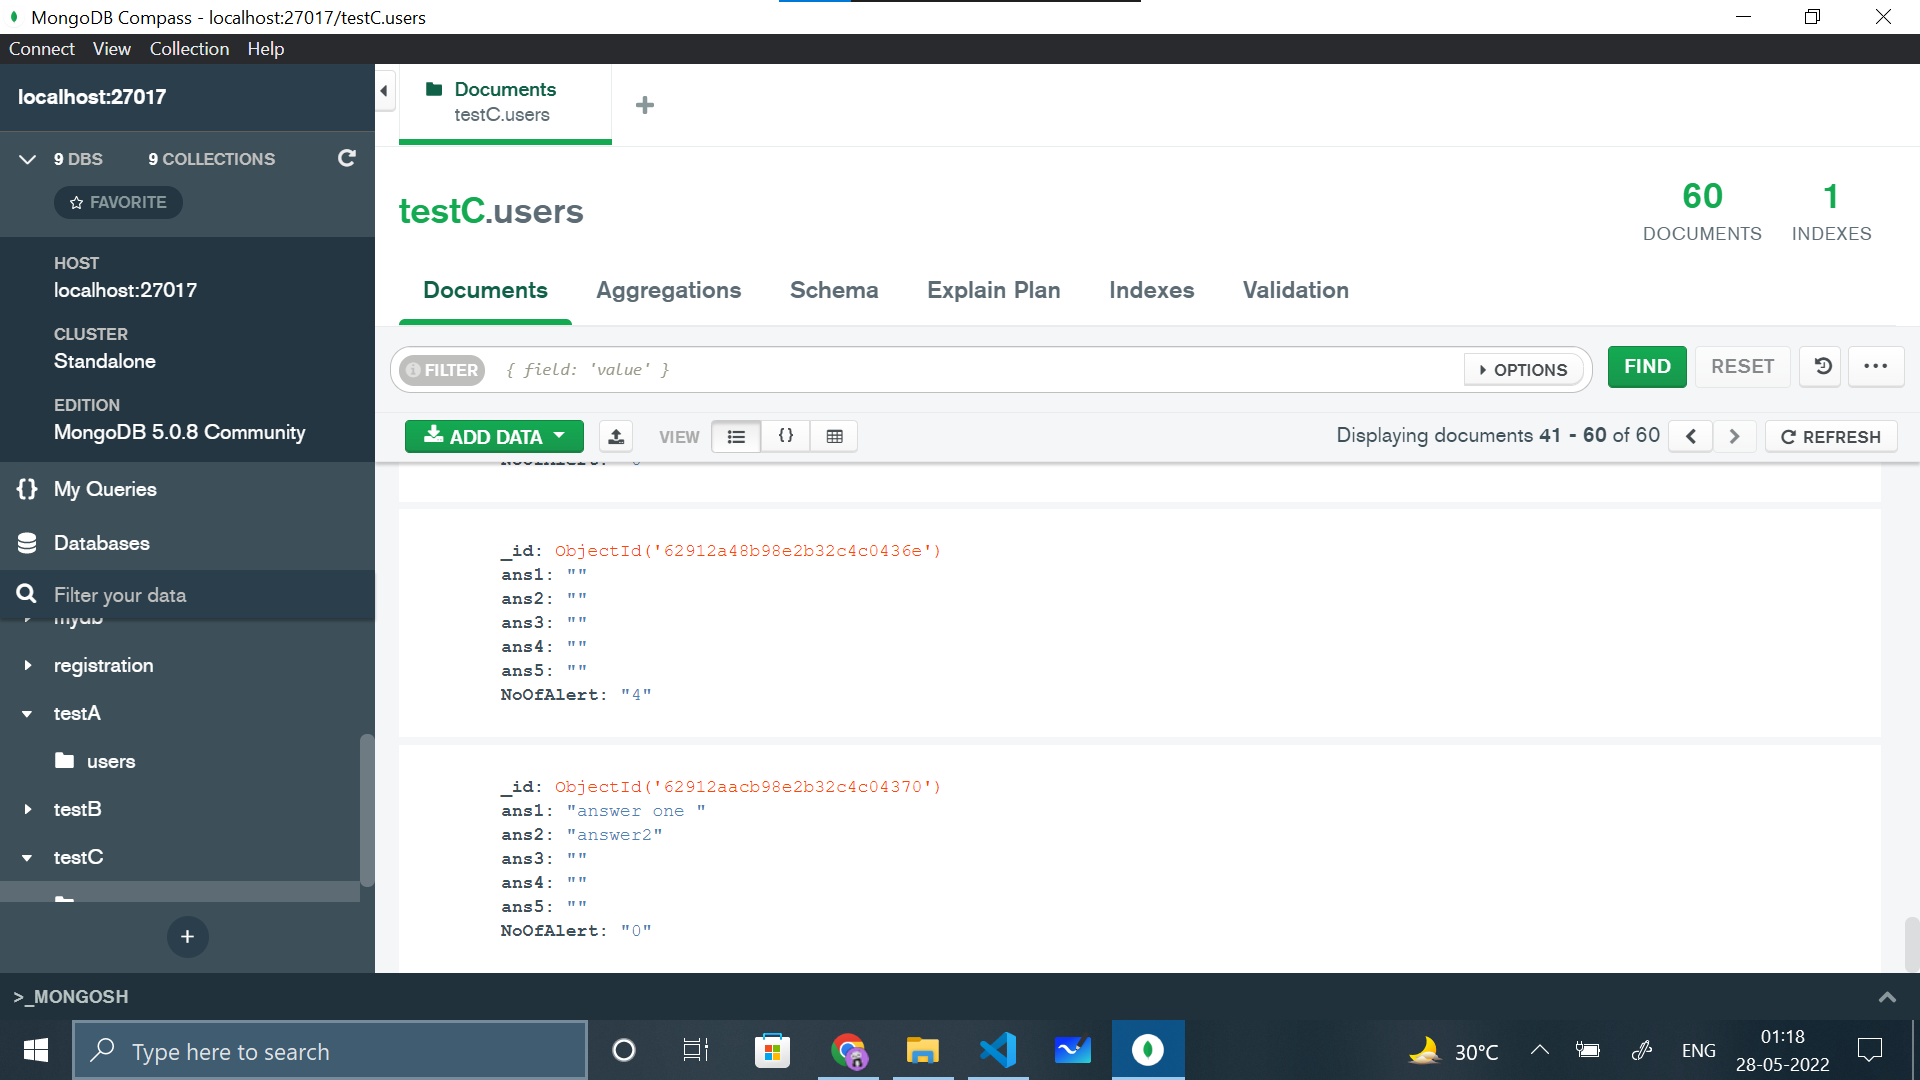 MongoDB Compass - localhost:27017/testC.users
Connect View Collection Help
localhost:27017
9 DBS 9 COLLECTIONS
FAVORITE
HOST
localhost:27017
CLUSTER
Standalone
EDITION
MongoDB 5.0.8 Community
{} My Queries
Databases
Filter your data
mydb
registration
testA
users
testB
testC
+
Documents
testC.users
+
testC.users
60
DOCUMENTS
1
INDEXES
Documents Aggregations Schema Explain Plan Indexes Validation
FILTER { field: 'value' } OPTIONS FIND RESET ...
ADD DATA VIEW {} Displaying documents 41 - 60 of 60 REFRESH
_id: ObjectId('62912a48b98e2b32c4c0436e')
ans1: ""
ans2: ""
ans3: ""
ans4: ""
ans5: ""
NoOfAlert: "4"
_id: ObjectId('62912aacb98e2b32c4c04370')
ans1: "answer one "
ans2: "answer2"
ans3: ""
ans4: ""
ans5: ""
NoOfAlert: "0"
>_MONGOSH
Type here to search
30°C
ENG
01:18
28-05-2022